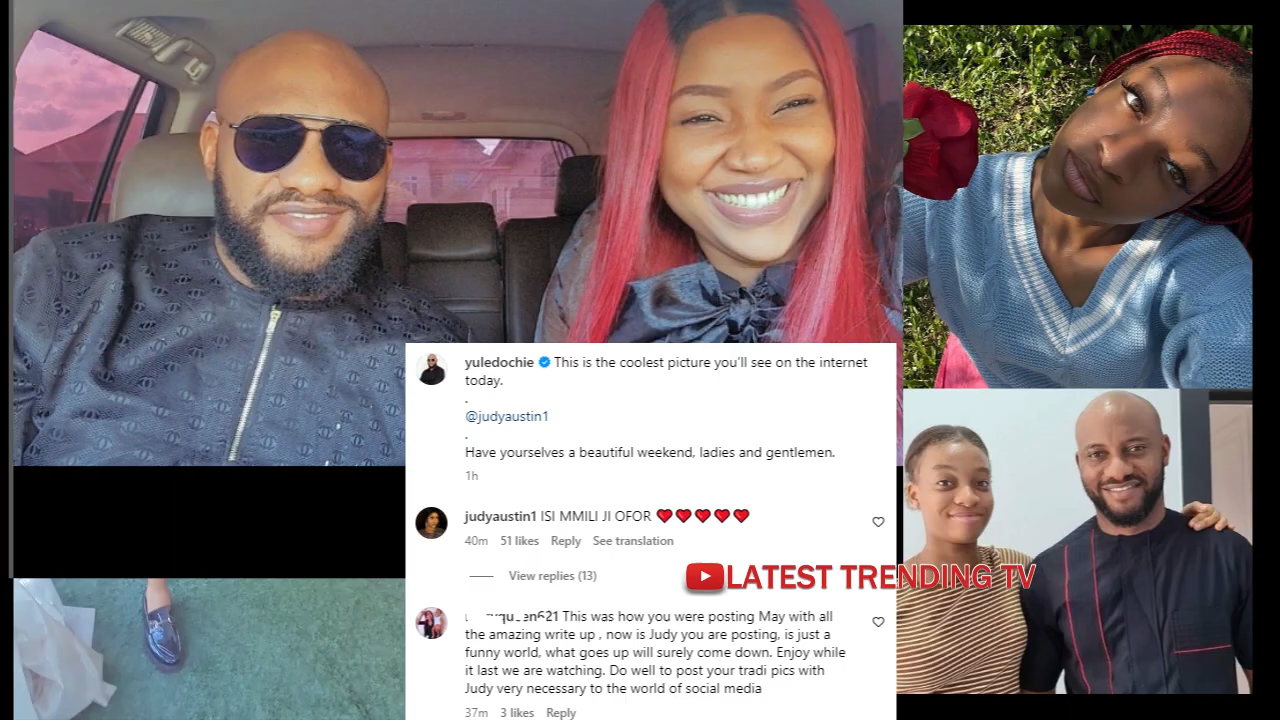 yuledochie This is the coolest picture you'll see on the internet
today.
.
@judyaustin1
.
Have yourselves a beautiful weekend, ladies and gentlemen.
1h
judyaustin1 ISI MMILI JI OFOR ❤️❤️❤️❤️❤️
40m 51 likes Reply See translation
View replies (13)
LATEST TRENDING TV
This was how you were posting May with all
the amazing write up , now is Judy you are posting, is just a
funny world, what goes up will surely come down. Enjoy while
it last we are watching. Do well to post your tradi pics with
Judy very necessary to the world of social media
37m 3 likes Reply